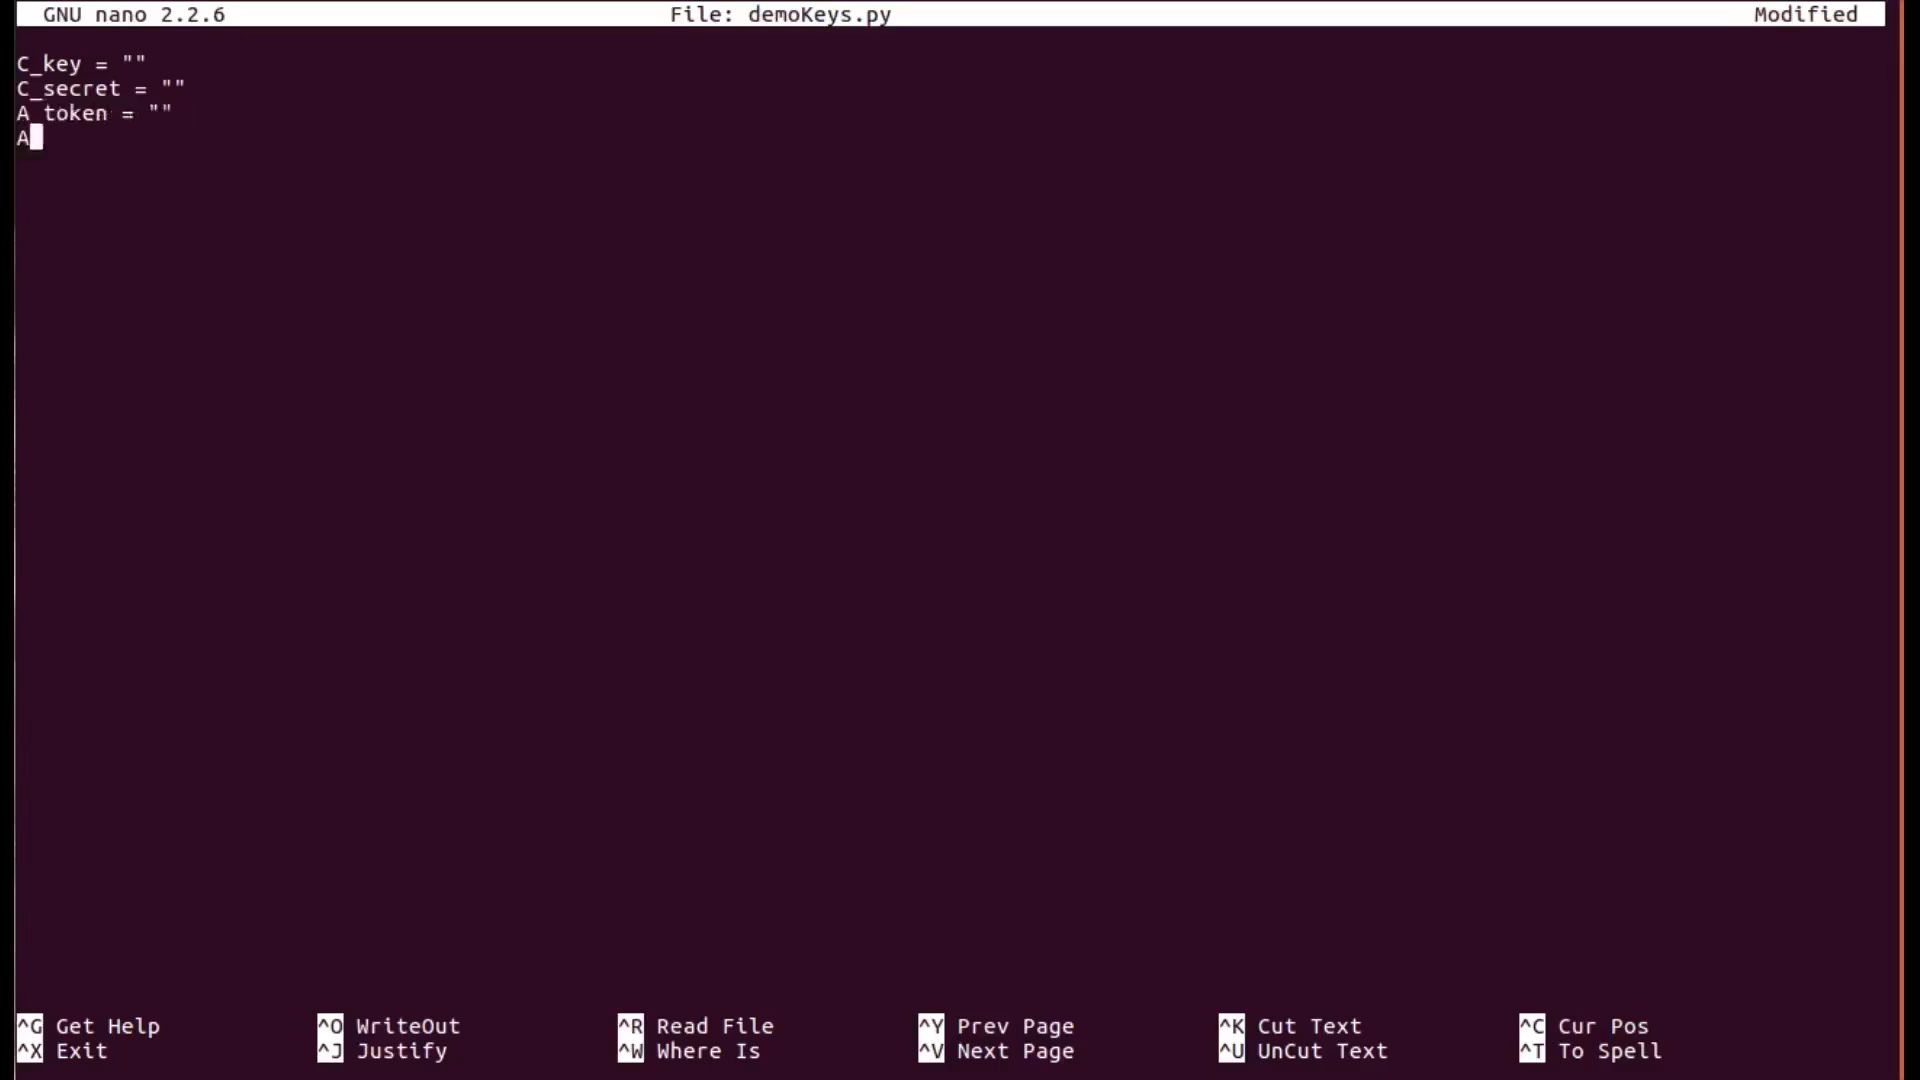 GNU nano 2.2.6 File: demoKeys.py Modified
C_key = ""
C_secret = ""
A_token = ""
A
^G Get Help ^O WriteOut ^R Read File ^Y Prev Page ^K Cut Text ^C Cur Pos
^X Exit ^J Justify ^W Where Is ^V Next Page ^U UnCut Text ^T To Spell